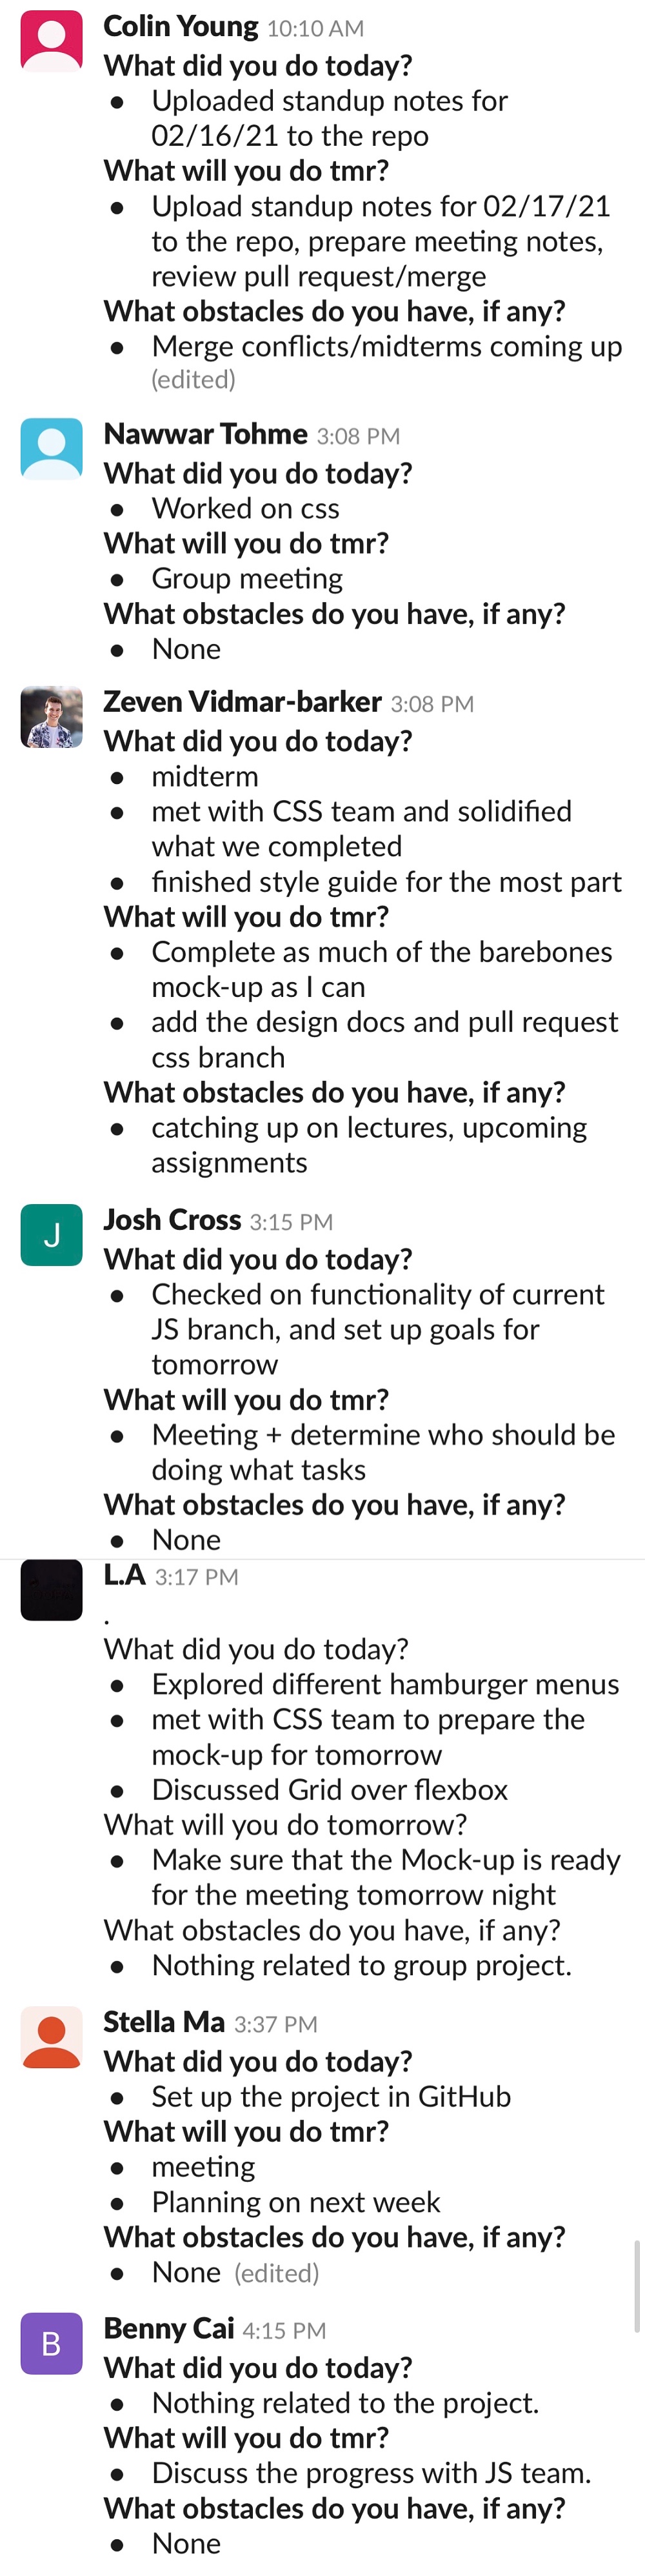 Colin Young 10:10 AM
What did you do today?
● Uploaded standup notes for
02/16/21 to the repo
What will you do tmr?
● Upload standup notes for 02/17/21
to the repo, prepare meeting notes,
review pull request/merge
What obstacles do you have, if any?
● Merge conflicts/midterms coming up
(edited)
Nawwar Tohme 3:08 PM
What did you do today?
● Worked on css
What will you do tmr?
● Group meeting
What obstacles do you have, if any?
● None
Zeven Vidmar-barker 3:08 PM
What did you do today?
● midterm
● met with CSS team and solidified
what we completed
● finished style guide for the most part
What will you do tmr?
● Complete as much of the barebones
mock-up as I can
● add the design docs and pull request
css branch
What obstacles do you have, if any?
● catching up on lectures, upcoming
assignments
J
Josh Cross 3:15 PM
What did you do today?
● Checked on functionality of current
JS branch, and set up goals for
tomorrow
What will you do tmr?
● Meeting + determine who should be
doing what tasks
What obstacles do you have, if any?
● None
L.A 3:17 PM
.
What did you do today?
● Explored different hamburger menus
● met with CSS team to prepare the
mock-up for tomorrow
● Discussed Grid over flexbox
What will you do tomorrow?
● Make sure that the Mock-up is ready
for the meeting tomorrow night
What obstacles do you have, if any?
● Nothing related to group project.
Stella Ma 3:37 PM
What did you do today?
● Set up the project in GitHub
What will you do tmr?
● meeting
● Planning on next week
What obstacles do you have, if any?
● None (edited)
B
Benny Cai 4:15 PM
What did you do today?
● Nothing related to the project.
What will you do tmr?
● Discuss the progress with JS team.
What obstacles do you have, if any?
● None